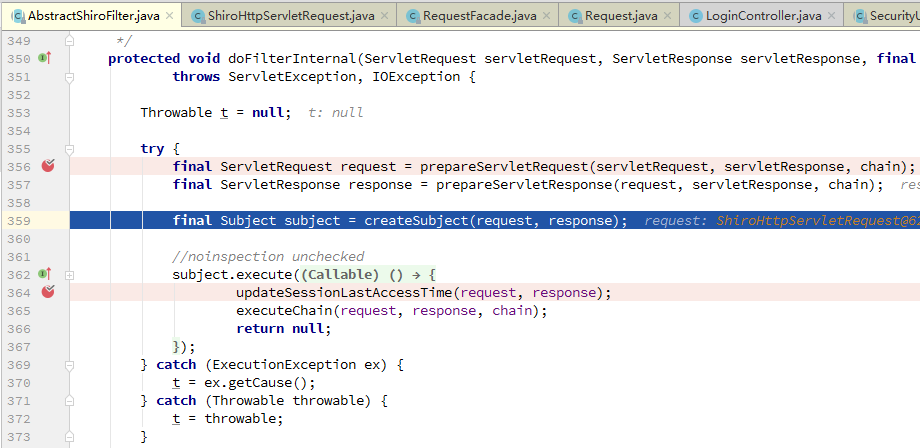 AbstractShiroFilter.java × ShiroHttpServletRequest.java × RequestFacade.java × Request.java × LoginController.java × SecurityU
349 */
350 protected void doFilterInternal(ServletRequest servletRequest, ServletResponse servletResponse, final
351 throws ServletException, IOException {
352
353 Throwable t = null; t: null
354
355 try {
356 final ServletRequest request = prepareServletRequest(servletRequest, servletResponse, chain);
357 final ServletResponse response = prepareServletResponse(request, servletResponse, chain); res
358
359 final Subject subject = createSubject(request, response); request: ShiroHttpServletRequest@62
360
361 //noinspection unchecked
362 subject.execute((Callable) () → {
364 updateSessionLastAccessTime(request, response);
365 executeChain(request, response, chain);
366 return null;
367 });
369 } catch (ExecutionException ex) {
370 t = ex.getCause();
371 } catch (Throwable throwable) {
372 t = throwable;
373 }